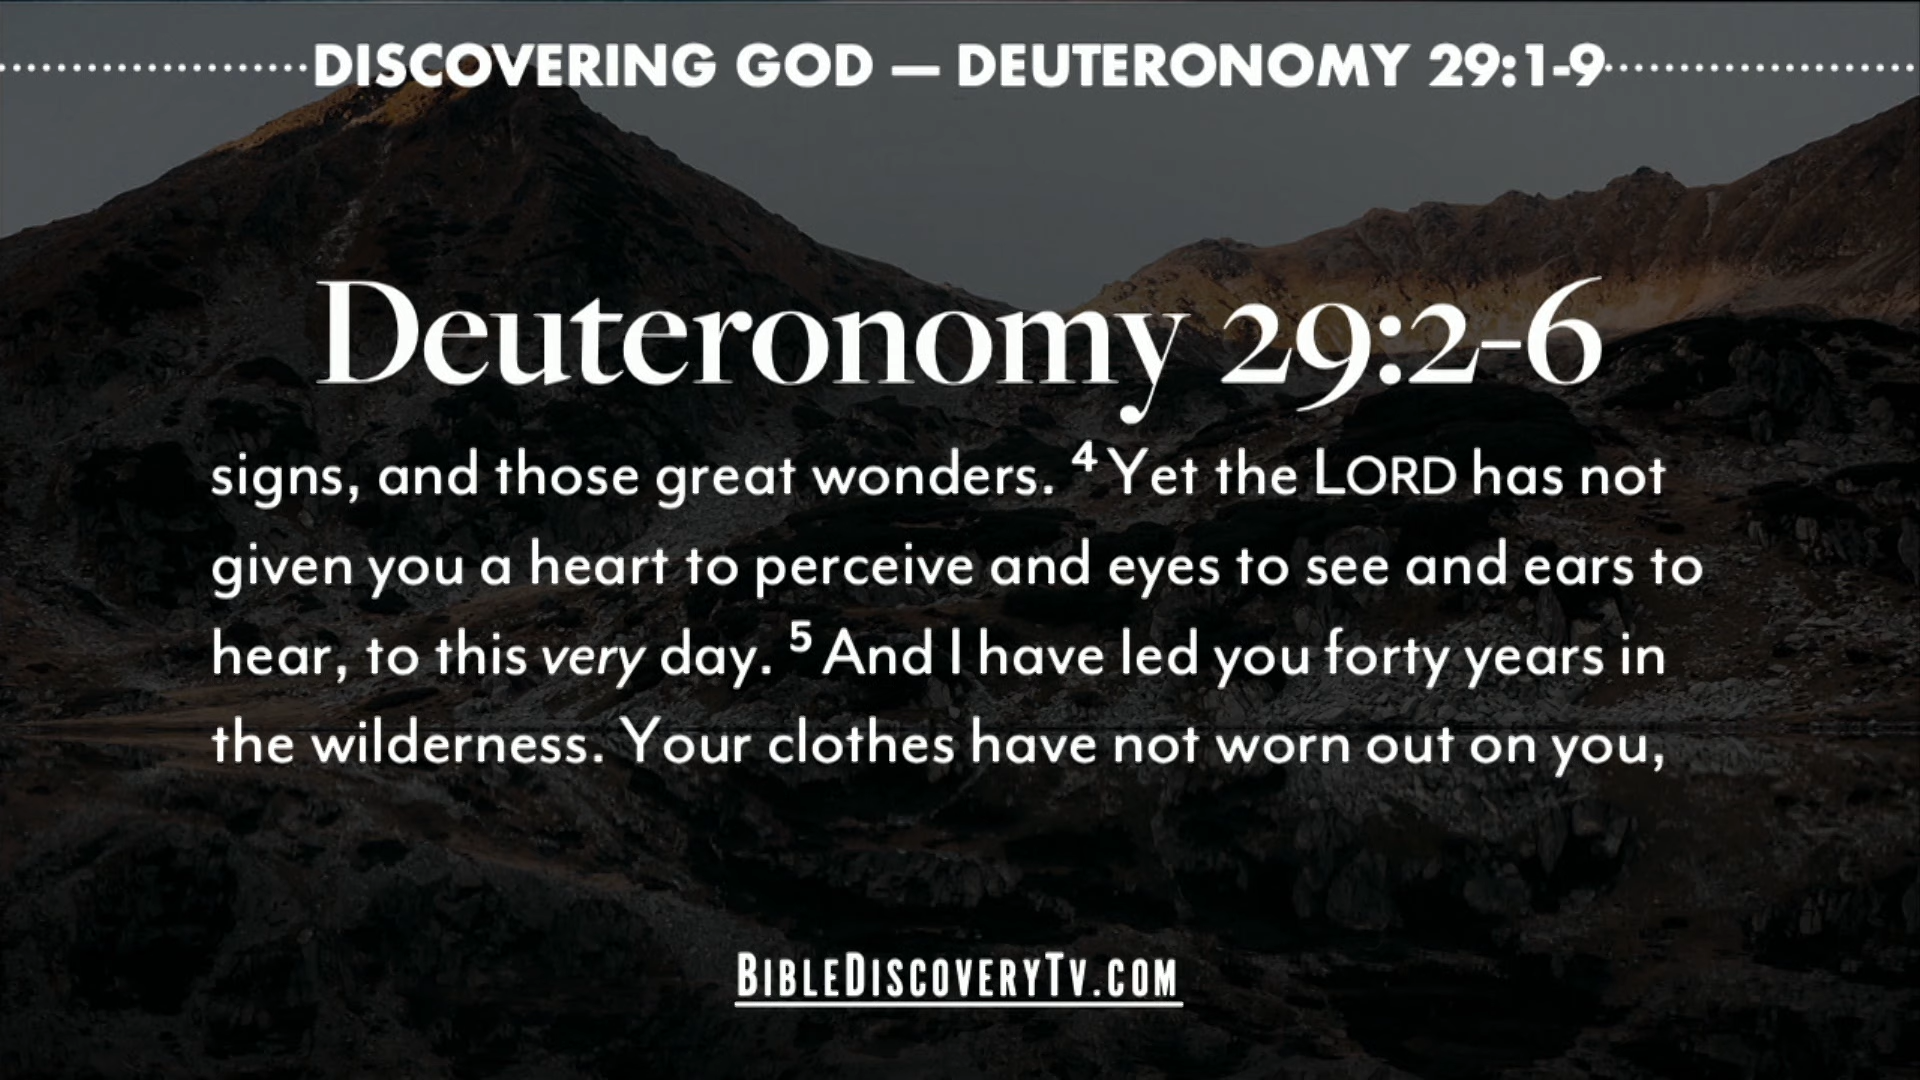 DISCOVERING GOD — DEUTERONOMY 29:1-9
Deuteronomy 29:2-6
signs, and those great wonders. ⁴ Yet the LORD has not
given you a heart to perceive and eyes to see and ears to
hear, to this very day. ⁵ And I have led you forty years in
the wilderness. Your clothes have not worn out on you,
BIBLEDISCOVERYTV.COM